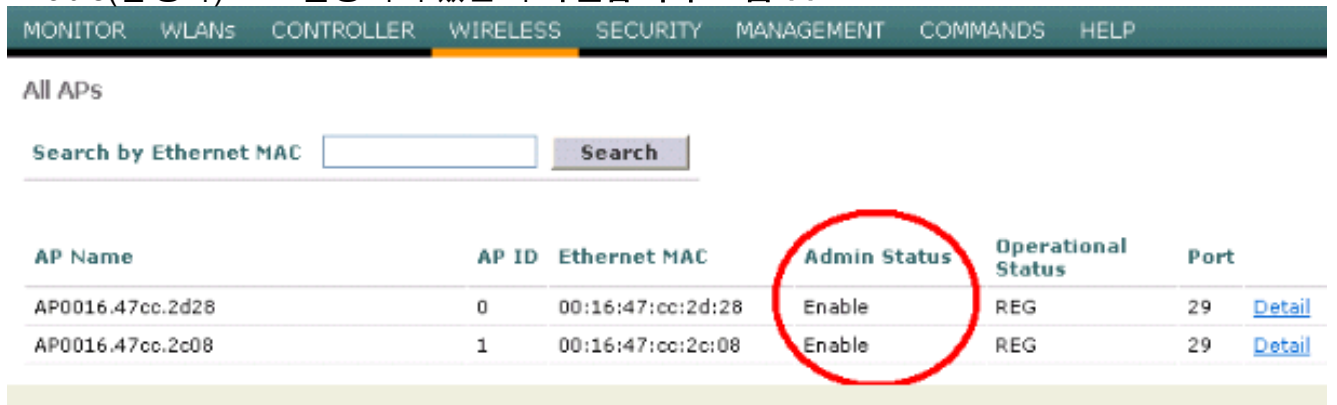 MONITOR WLANs CONTROLLER WIRELESS SECURITY MANAGEMENT COMMANDS HELP
All APs
Search by Ethernet MAC Search
AP Name AP ID Ethernet MAC Admin Status Operational Status Port
AP0016.47cc.2d28 0 00:16:47:cc:2d:28 Enable REG 29 Detail
AP0016.47cc.2c08 1 00:16:47:cc:2c:08 Enable REG 29 Detail